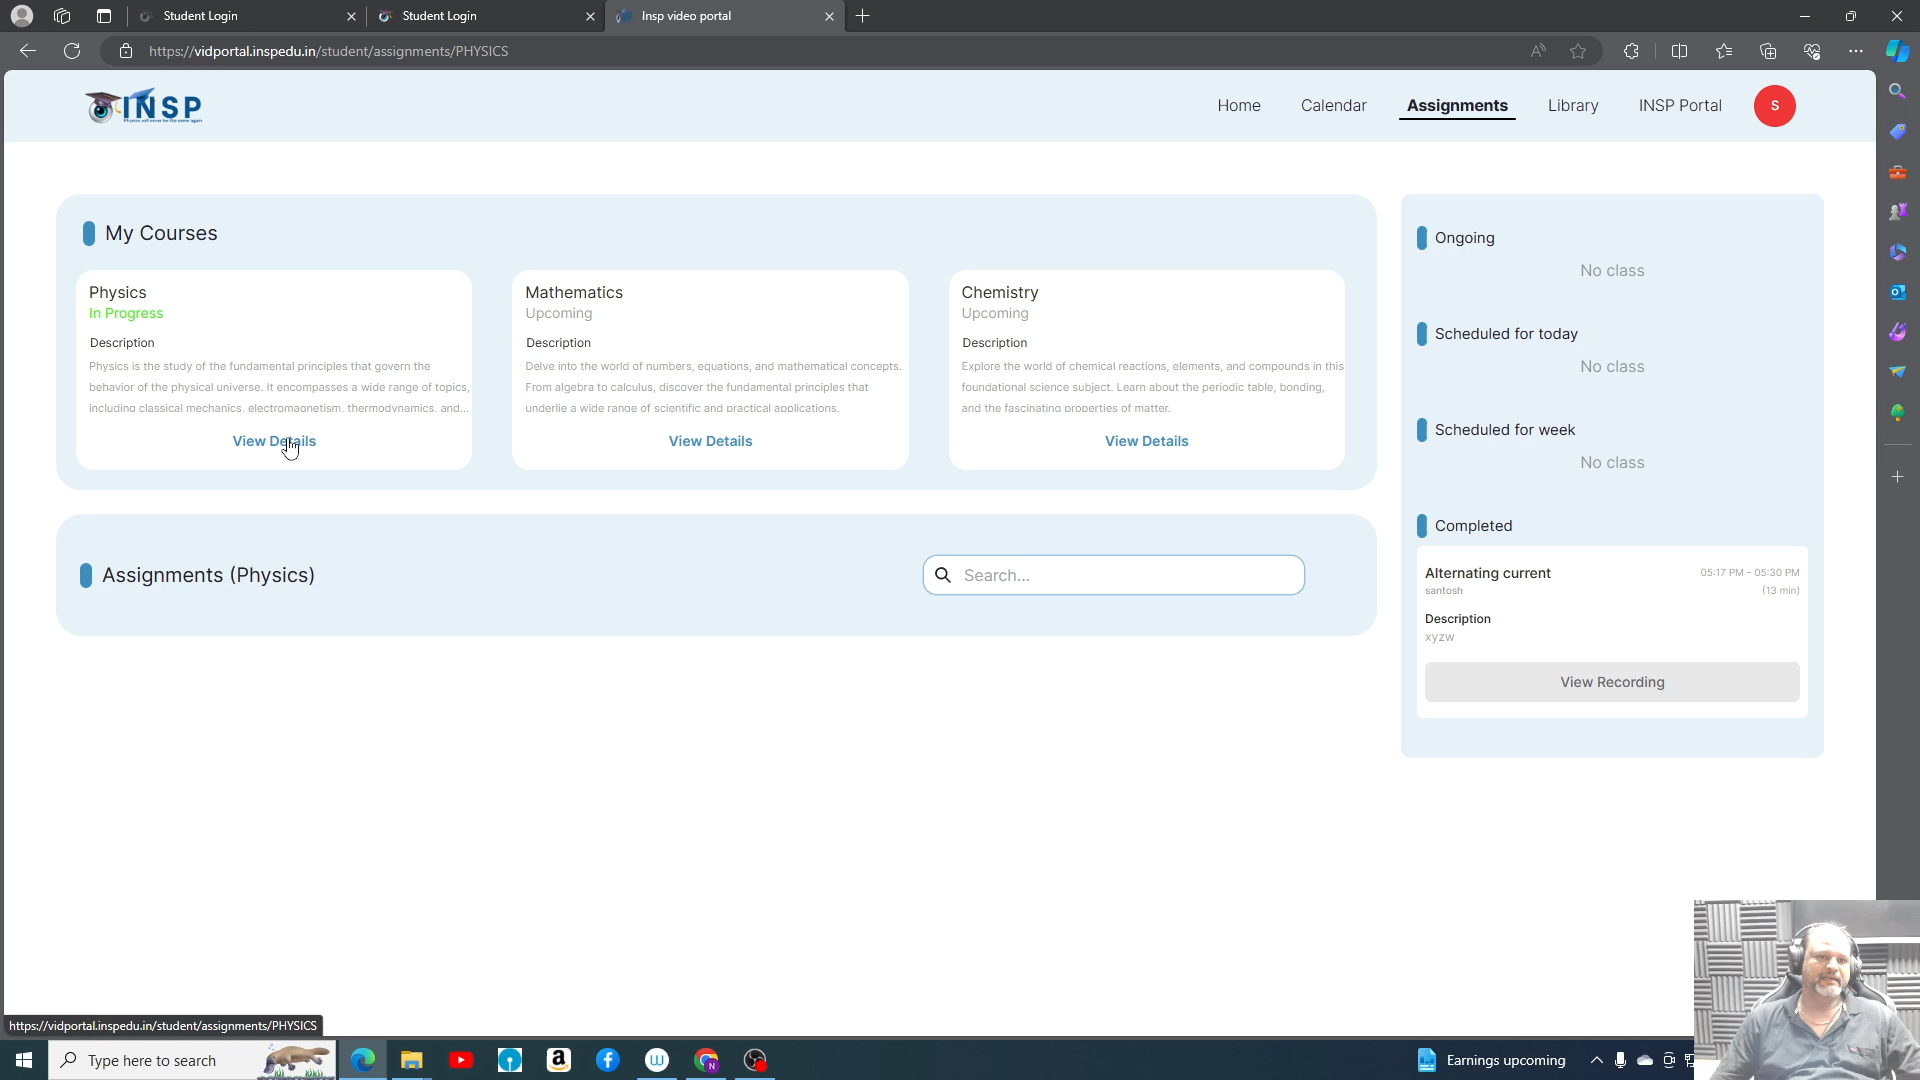 Student Login
Student Login
Insp video portal
https://vidportal.inspedu.in/student/assignments/PHYSICS
INSP
Physics will never be the same again
Home
Calendar
Assignments
Library
INSP Portal
S
My Courses
Physics
In Progress
Description
Physics is the study of the fundamental principles that govern the
behavior of the physical universe. It encompasses a wide range of topics,
including classical mechanics, electromagnetism, thermodynamics, and...
View Details
Mathematics
Upcoming
Description
Delve into the world of numbers, equations, and mathematical concepts.
From algebra to calculus, discover the fundamental principles that
underlie a wide range of scientific and practical applications.
View Details
Chemistry
Upcoming
Description
Explore the world of chemical reactions, elements, and compounds in this
foundational science subject. Learn about the periodic table, bonding,
and the fascinating properties of matter.
View Details
Assignments (Physics)
Search...
Ongoing
No class
Scheduled for today
No class
Scheduled for week
No class
Completed
Alternating current
05:17 PM - 05:30 PM
santosh
(13 min)
Description
xyzw
View Recording
https://vidportal.inspedu.in/student/assignments/PHYSICS
Type here to search
Earnings upcoming